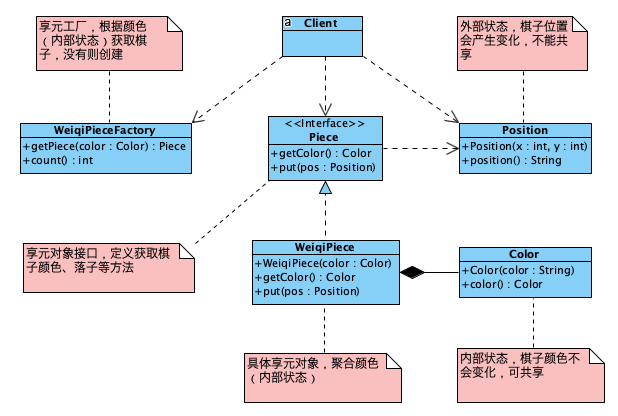 享元工厂，根据颜色
（内部状态）获取棋
子，没有则创建
a
Client
外部状态，棋子位置
会产生变化，不能共
享
WeiqiPieceFactory
+getPiece(color : Color) : Piece
+count() : int
<<Interface>>
Piece
+getColor() : Color
+put(pos : Position)
Position
+Position(x : int, y : int)
+position() : String
享元对象接口，定义获取棋
子颜色、落子等方法
WeiqiPiece
+WeiqiPiece(color : Color)
+getColor() : Color
+put(pos : Position)
Color
+Color(color : String)
+color() : Color
具体享元对象，聚合颜色
（内部状态）
内部状态，棋子颜色不
会变化，可共享